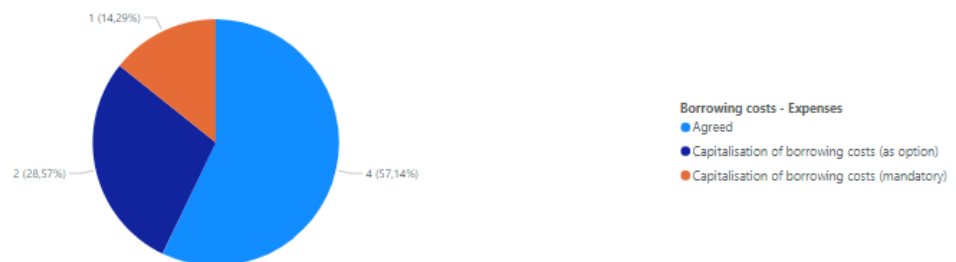 1 (14,29%)
2 (28,57%)
4 (57,14%)
Borrowing costs - Expenses
Agreed
Capitalisation of borrowing costs (as option)
Capitalisation of borrowing costs (mandatory)